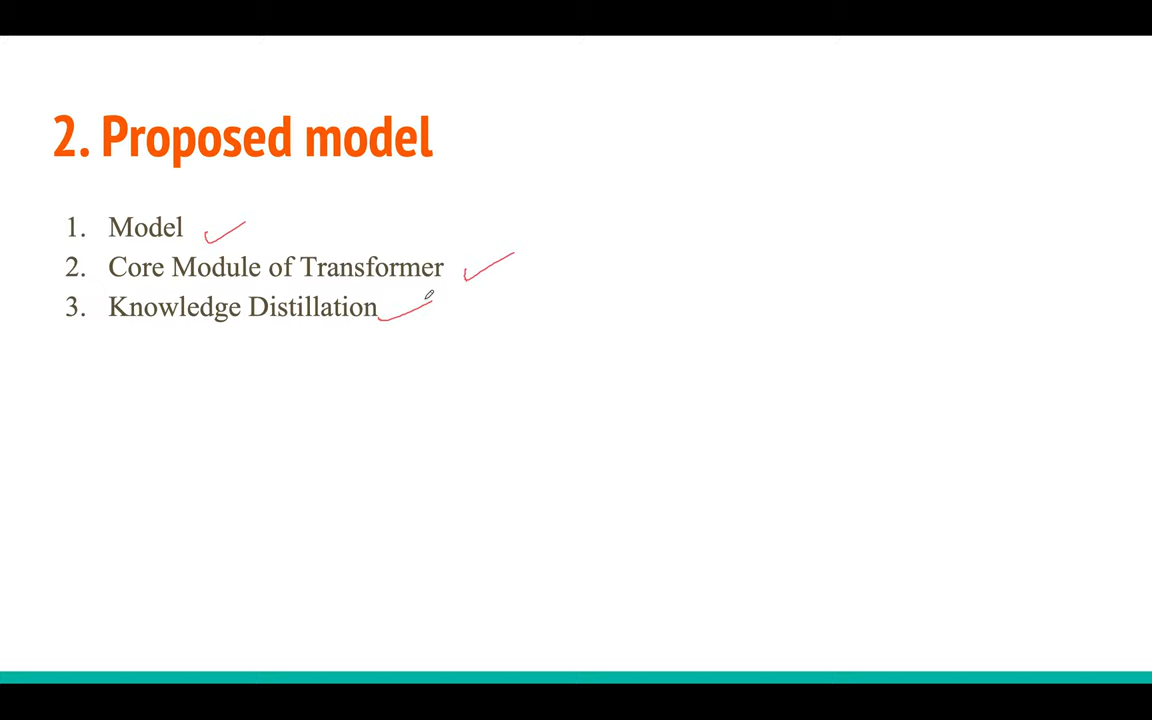 2. Proposed model
1. Model
2. Core Module of Transformer
3. Knowledge Distillation